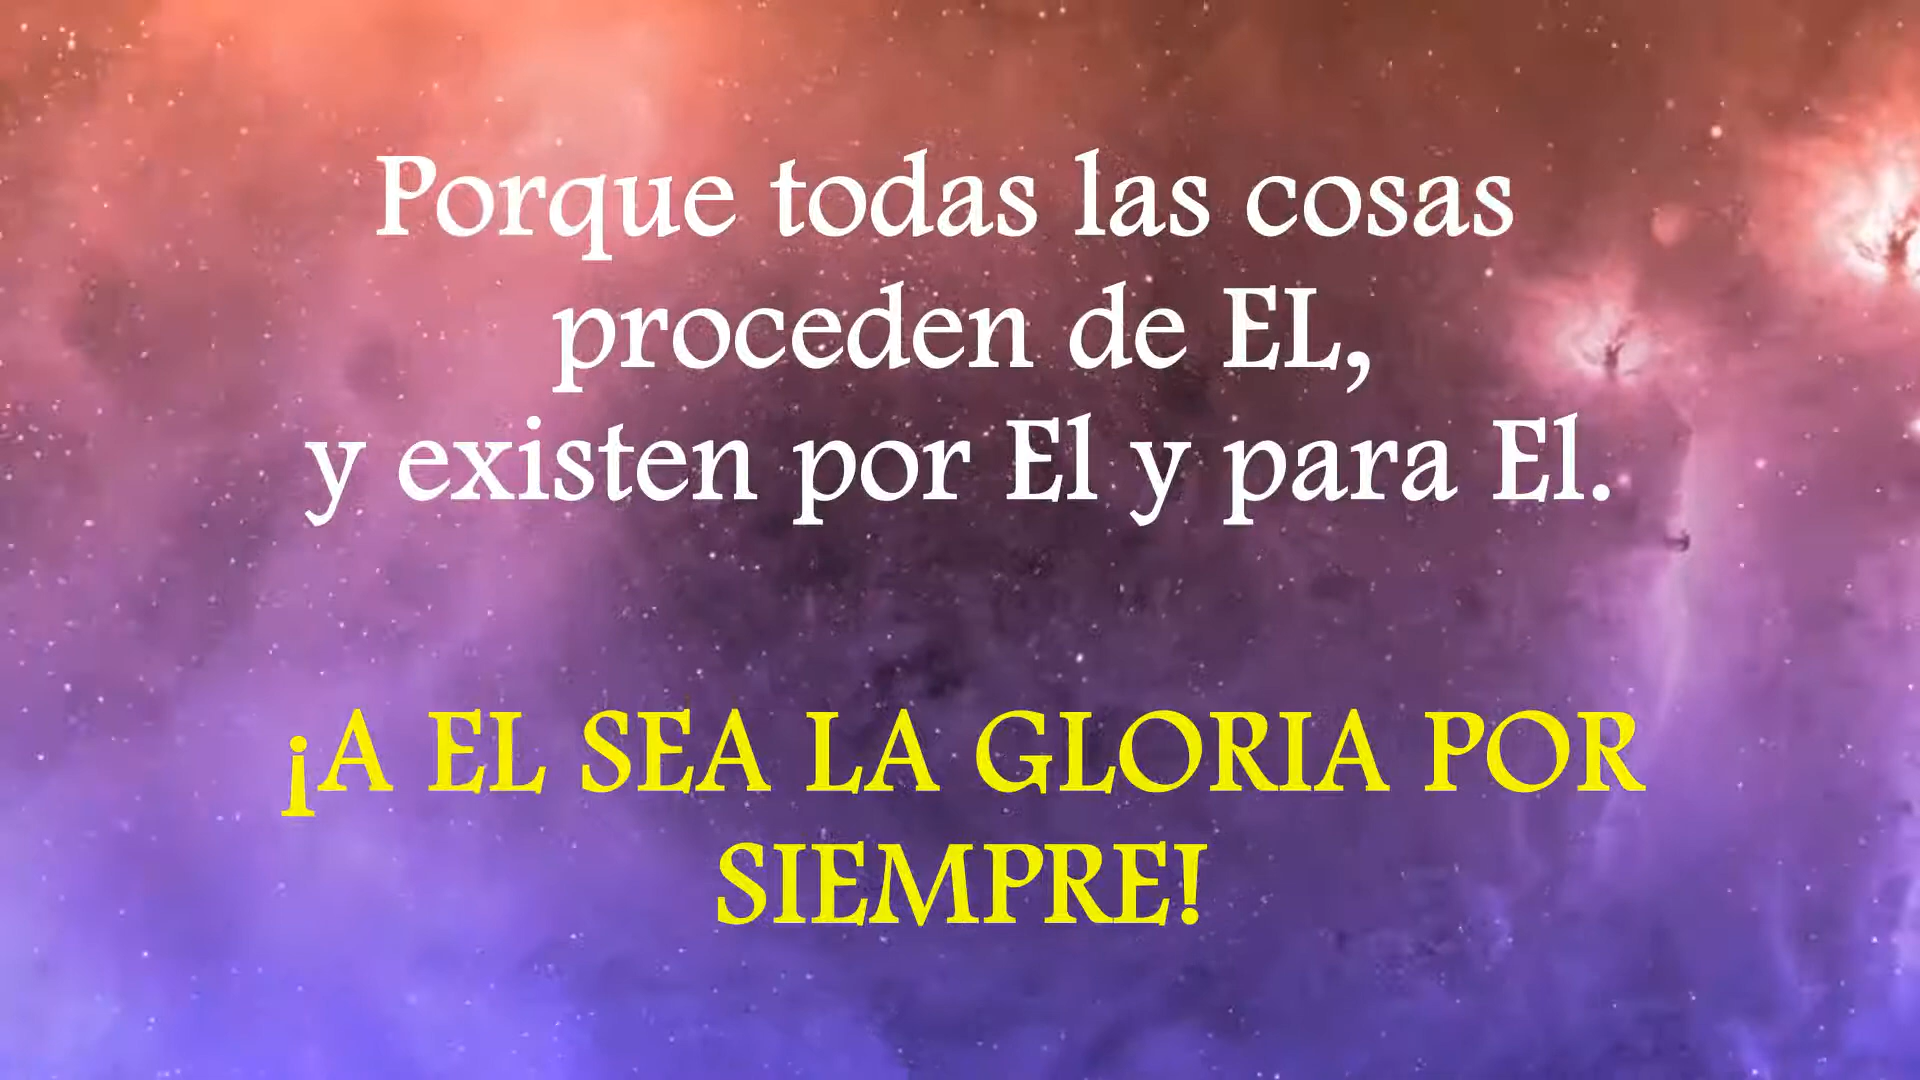 Porque todas las cosas
proceden de EL,
y existen por El y para El.
¡A EL SEA LA GLORIA POR
SIEMPRE!